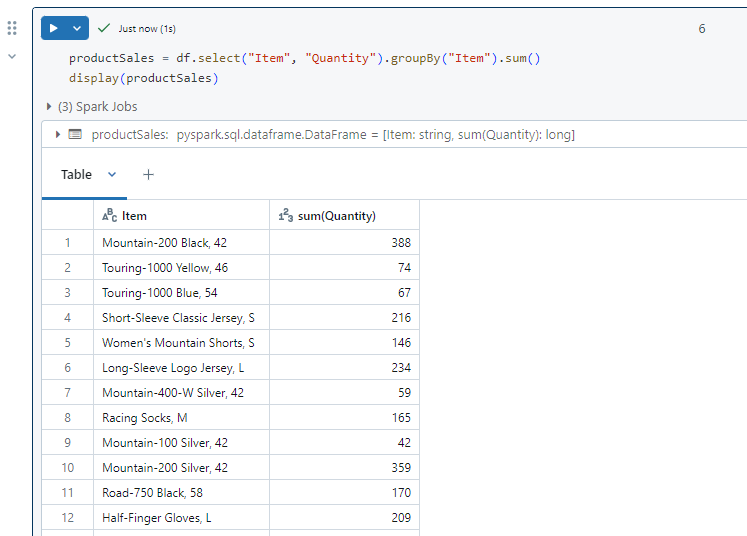 Just now (1s)
6
productSales = df.select("Item", "Quantity").groupBy("Item").sum()
display(productSales)
(3) Spark Jobs
productSales: pyspark.sql.dataframe.DataFrame = [Item: string, sum(Quantity): long]
Table
Item sum(Quantity)
1 Mountain-200 Black, 42 388
2 Touring-1000 Yellow, 46 74
3 Touring-1000 Blue, 54 67
4 Short-Sleeve Classic Jersey, S 216
5 Women's Mountain Shorts, S 146
6 Long-Sleeve Logo Jersey, L 234
7 Mountain-400-W Silver, 42 59
8 Racing Socks, M 165
9 Mountain-100 Silver, 42 42
10 Mountain-200 Silver, 42 359
11 Road-750 Black, 58 170
12 Half-Finger Gloves, L 209